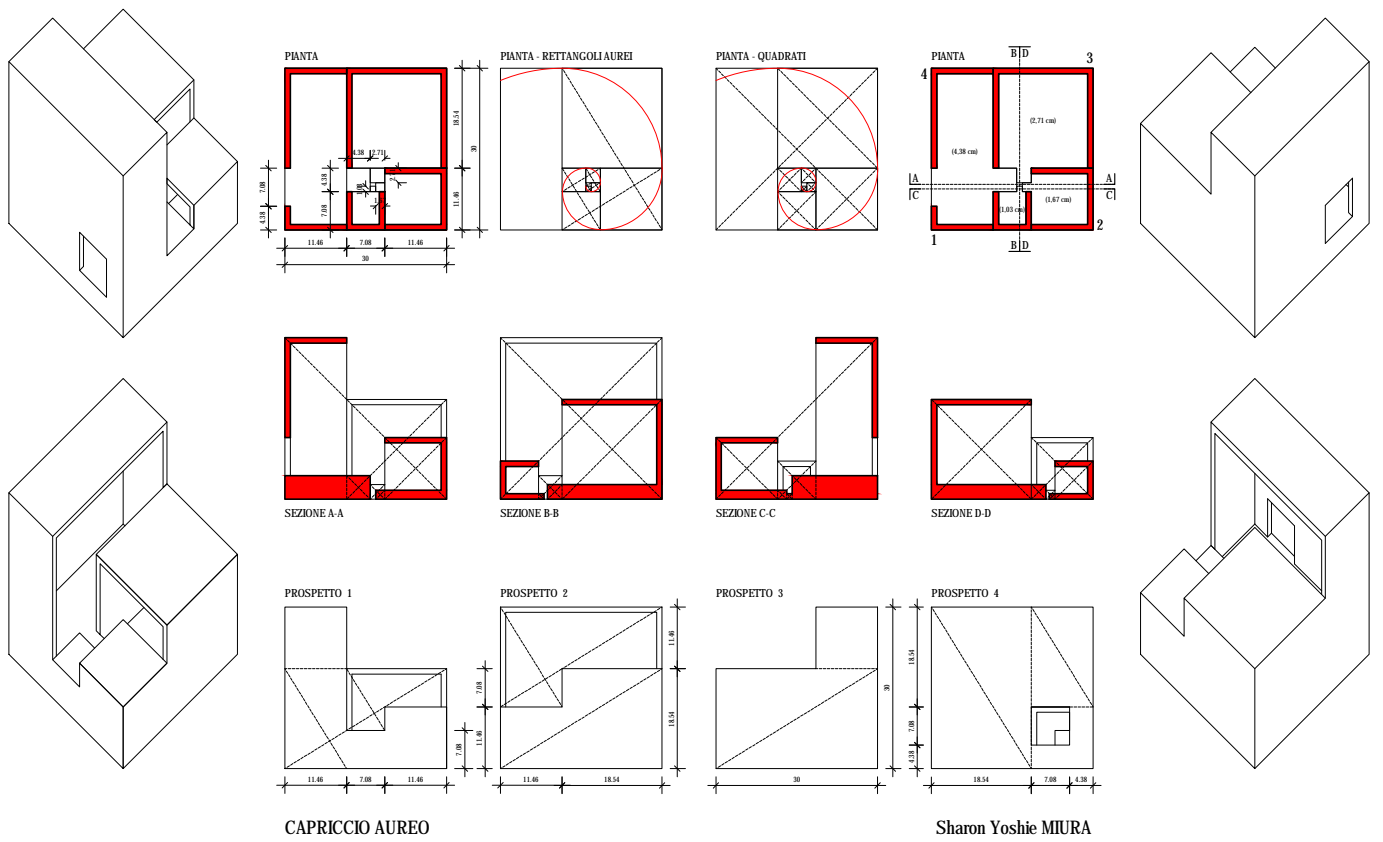 PIANTA
PIANTA - RETTANGOLI AUREI
PIANTA - QUADRATI
PIANTA
B D
4
3
18.54
30
(2,71 cm)
4.38 2.71
(4,38 cm)
7.08
4.38
A
A
C
C
4.38
7.08
11.46
(1,03 cm)
(1,67 cm)
1
2
11.46
7.08
11.46
B D
30
SEZIONE A-A
SEZIONE B-B
SEZIONE C-C
SEZIONE D-D
PROSPETTO 1
PROSPETTO 2
PROSPETTO 3
PROSPETTO 4
11.46
18.54
7.08
30
7.08
11.46
18.54
7.08
4.38
11.46
7.08
11.46
11.46
18.54
30
18.54
7.08
4.38
CAPRICCIO AUREO
Sharon Yoshie MIURA